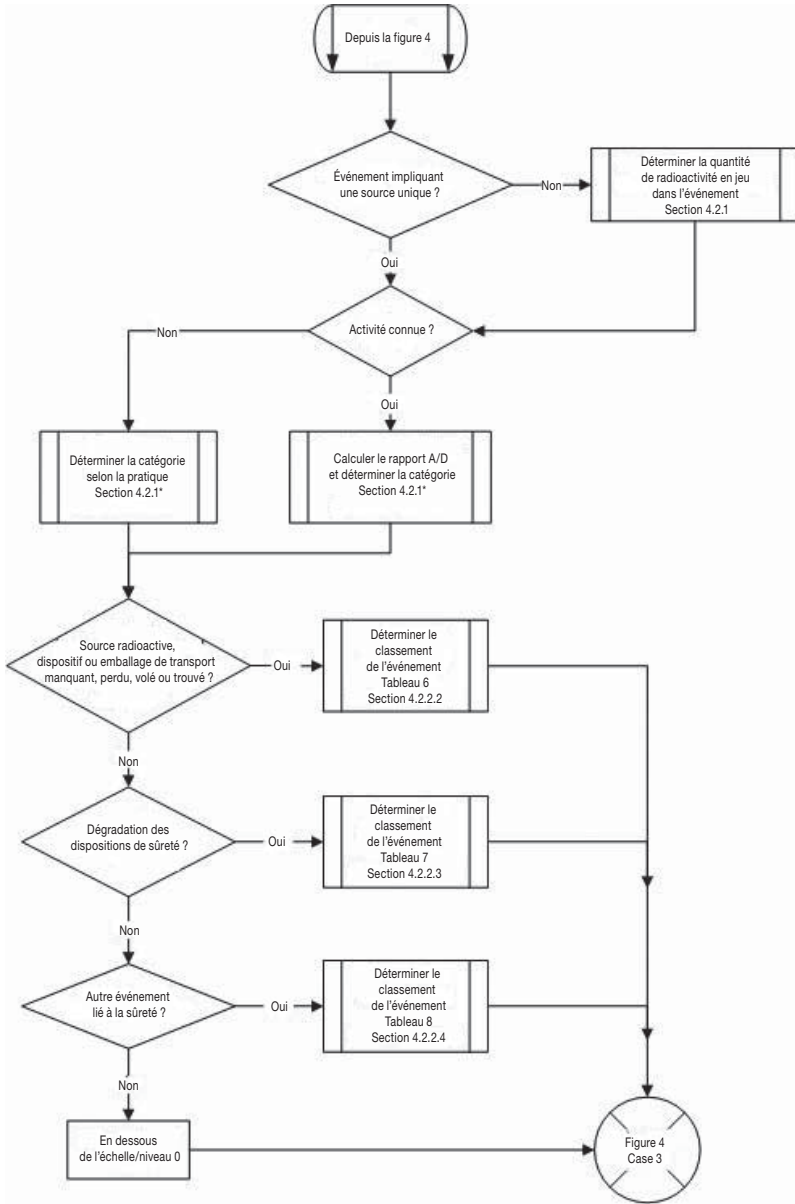 Depuis la figure 4
Événement impliquant
une source unique ?
Non
Déterminer la quantité
de radioactivité en jeu
dans l'événement
Section 4.2.1
Oui
Activité connue ?
Non
Oui
Déterminer la catégorie
selon la pratique
Section 4.2.1*
Calculer le rapport A/D
et déterminer la catégorie
Section 4.2.1*
Source radioactive,
dispositif ou emballage de transport
manquant, perdu, volé ou trouvé ?
Oui
Déterminer le
classement
de l'événement
Tableau 6
Section 4.2.2.2
Non
Dégradation des
dispositions de sûreté ?
Oui
Déterminer le
classement
de l'événement
Tableau 7
Section 4.2.2.3
Non
Autre événement
lié à la sûreté ?
Oui
Déterminer le
classement
de l'événement
Tableau 8
Section 4.2.2.4
Non
En dessous
de l'échelle/niveau 0
Figure 4
Case 3